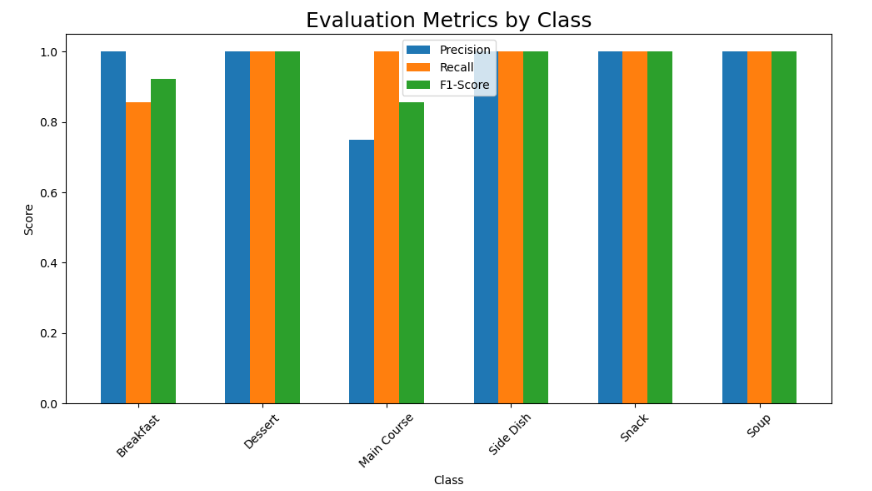 Evaluation Metrics by Class
Precision
Recall
F1-Score
1.0
0.8
0.6
0.4
0.2
0.0
Score
Breakfast
Dessert
Main Course
Side Dish
Snack
Soup
Class